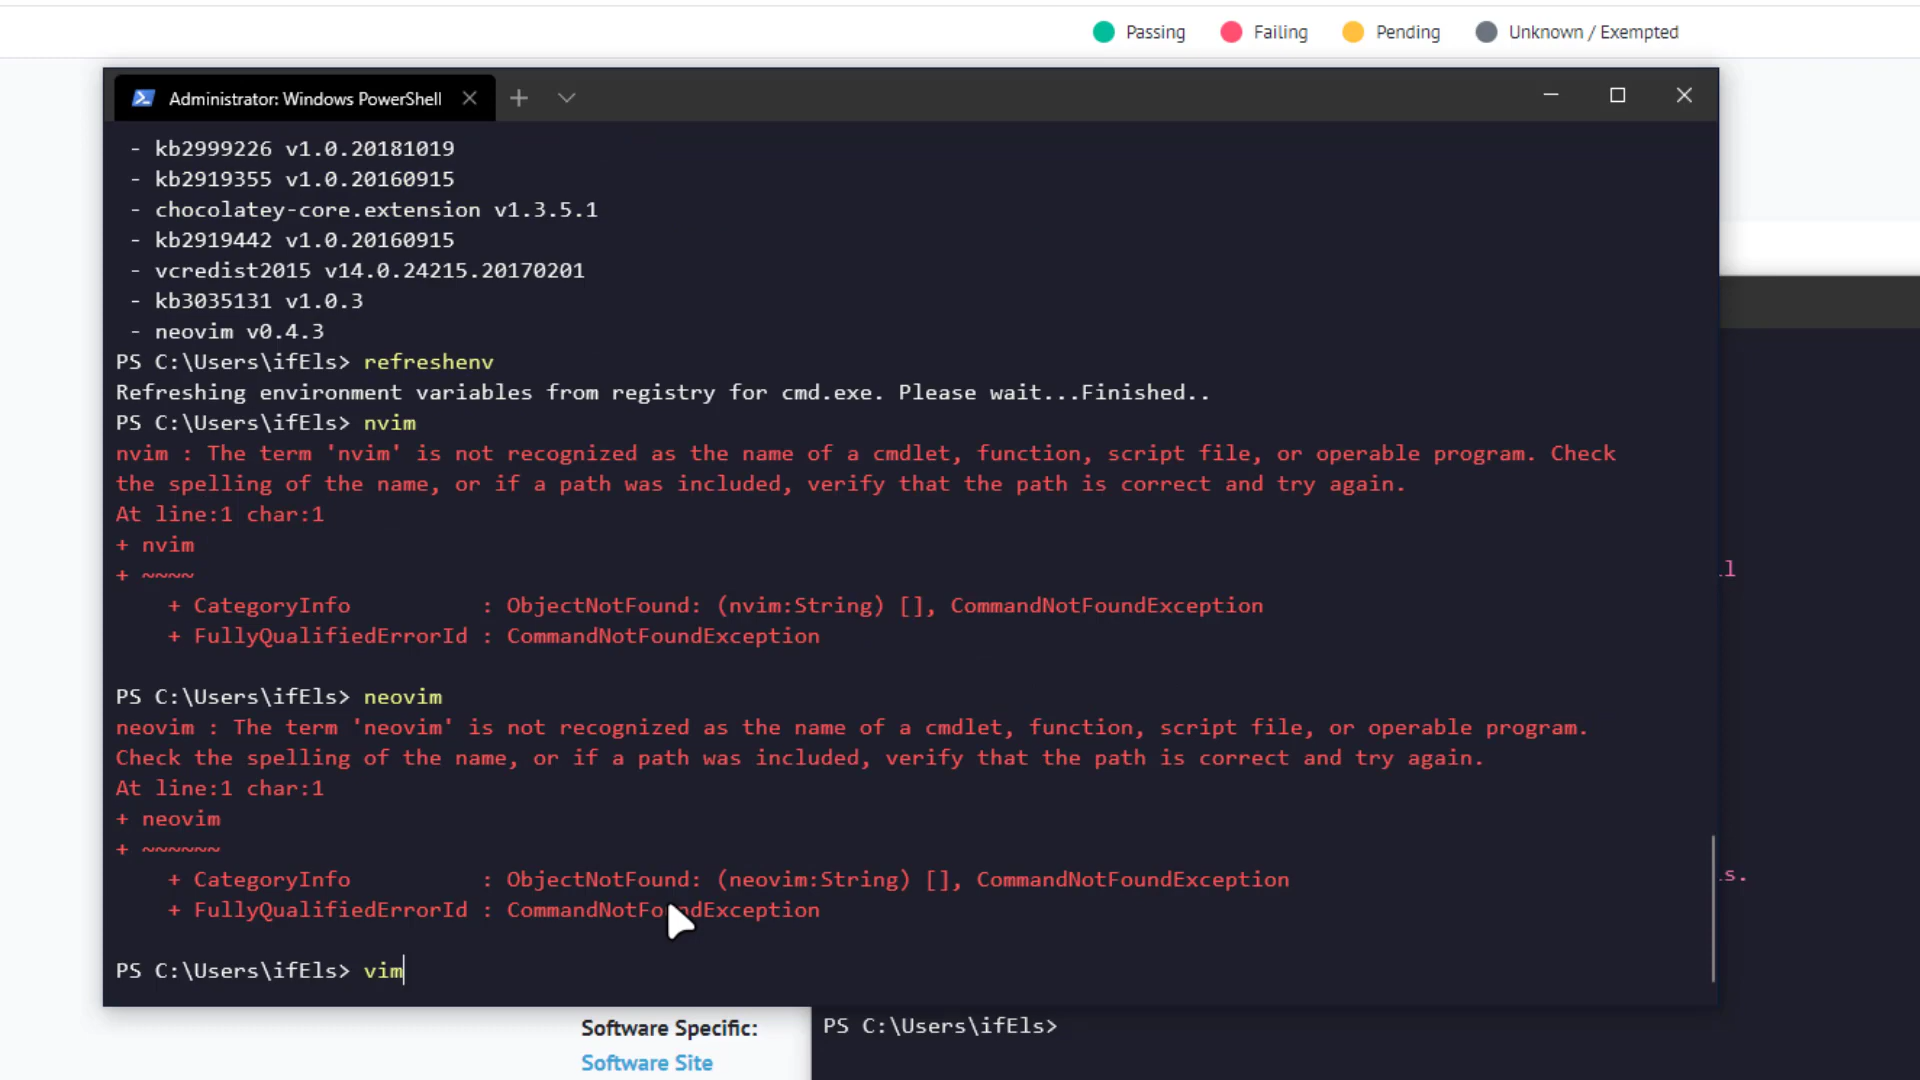 Passing Failing Pending Unknown / Exempted
Administrator: Windows PowerShell
- kb2999226 v1.0.20181019
- kb2919355 v1.0.20160915
- chocolatey-core.extension v1.3.5.1
- kb2919442 v1.0.20160915
- vcredist2015 v14.0.24215.20170201
- kb3035131 v1.0.3
- neovim v0.4.3
PS C:\Users\ifEls> refreshenv
Refreshing environment variables from registry for cmd.exe. Please wait...Finished..
PS C:\Users\ifEls> nvim
nvim : The term 'nvim' is not recognized as the name of a cmdlet, function, script file, or operable program. Check
the spelling of the name, or if a path was included, verify that the path is correct and try again.
At line:1 char:1
+ nvim
+ ~~~~
+ CategoryInfo : ObjectNotFound: (nvim:String) [], CommandNotFoundException
+ FullyQualifiedErrorId : CommandNotFoundException
PS C:\Users\ifEls> neovim
neovim : The term 'neovim' is not recognized as the name of a cmdlet, function, script file, or operable program.
Check the spelling of the name, or if a path was included, verify that the path is correct and try again.
At line:1 char:1
+ neovim
+ ~~~~~~
+ CategoryInfo : ObjectNotFound: (neovim:String) [], CommandNotFoundException
+ FullyQualifiedErrorId : CommandNotFoundException
PS C:\Users\ifEls> vim
Software Specific:
Software Site
PS C:\Users\ifEls>